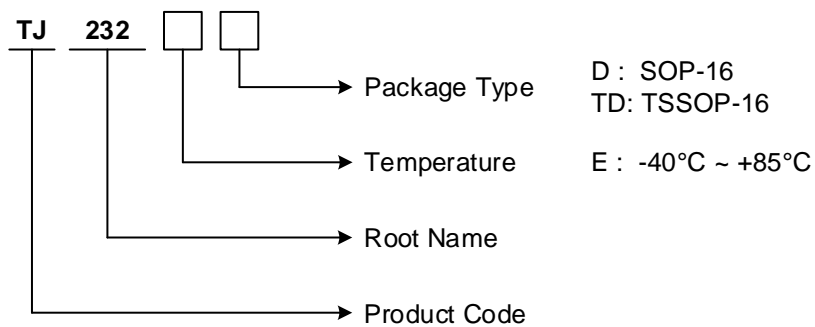 TJ 232
Package Type D : SOP-16
TD: TSSOP-16
Temperature E : -40°C ~ +85°C
Root Name
Product Code